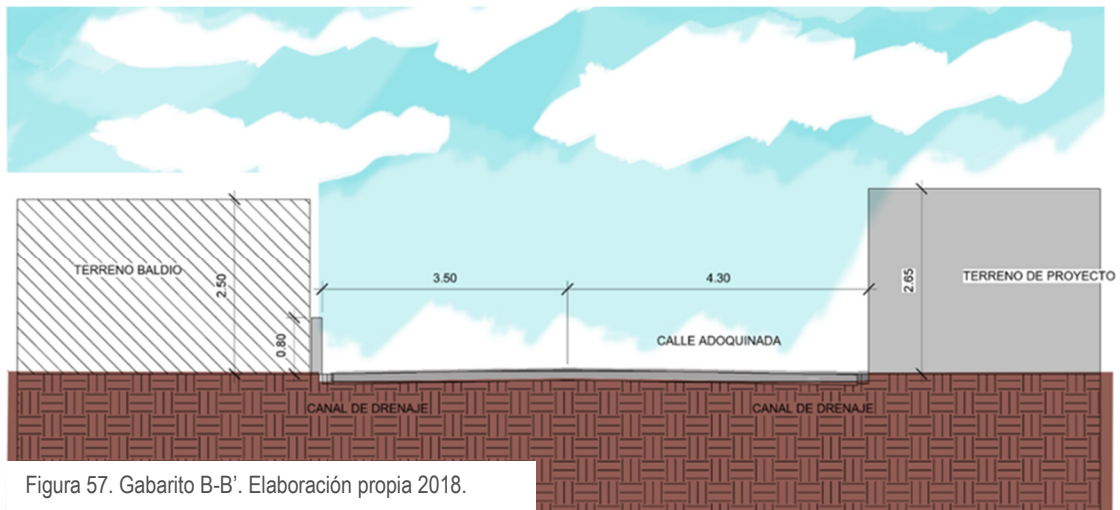 TERRENO BALDIO
2.50
0.80
3.50
4.30
CALLE ADOQUINADA
2.65
TERRENO DE PROYECTO
CANAL DE DRENAJE
CANAL DE DRENAJE
Figura 57. Gabarito B-B’. Elaboración propia 2018.